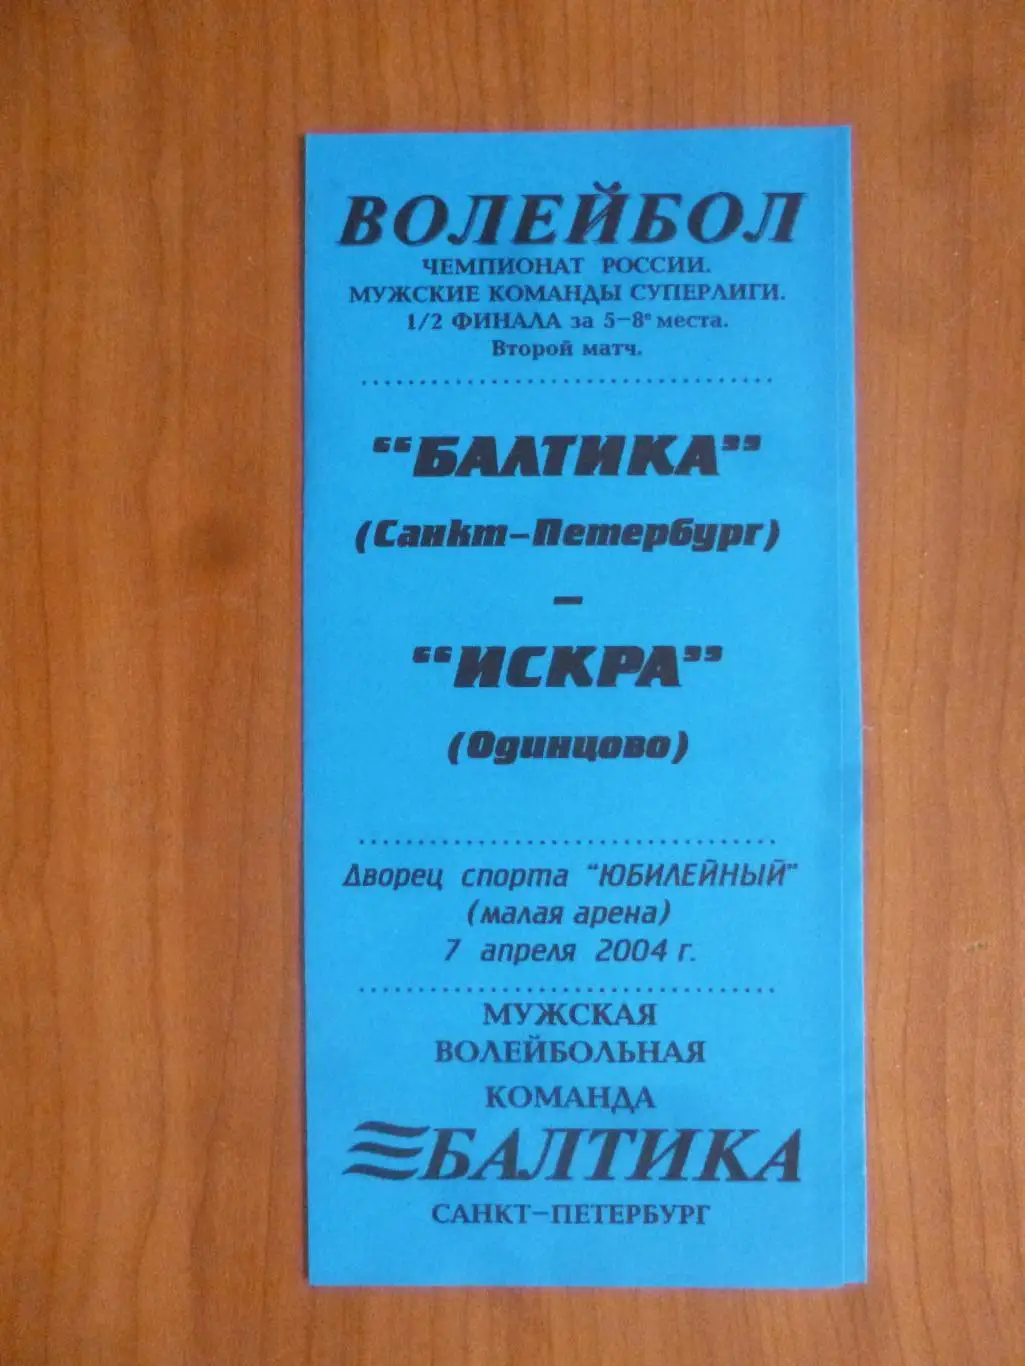 ВОЛЕЙБОЛ
ЧЕМПИОНАТ РОССИИ.
МУЖСКИЕ КОМАНДЫ СУПЕРЛИГИ.
1/2 ФИНАЛА за 5-8е места.
Второй матч.
“БАЛТИКА”
(Санкт-Петербург)
–
“ИСКРА”
(Одинцово)
Дворец спорта "ЮБИЛЕЙНЫЙ"
(малая арена)
7 апреля 2004 г.
МУЖСКАЯ
ВОЛЕЙБОЛЬНАЯ
КОМАНДА
БАЛТИКА
САНКТ-ПЕТЕРБУРГ